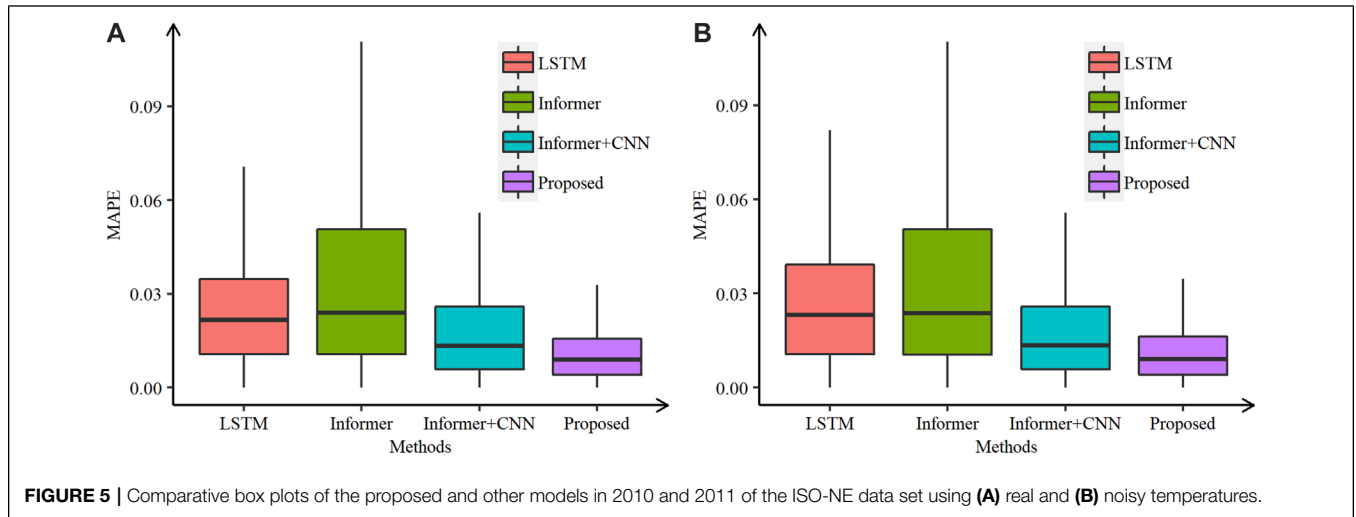 A
MAPE
0.09
0.06
0.03
0.00
LSTM
Informer
Informer+CNN
Proposed
LSTM Informer Informer+CNN Proposed
Methods
B
MAPE
0.09
0.06
0.03
0.00
LSTM
Informer
Informer+CNN
Proposed
LSTM Informer Informer+CNN Proposed
Methods
FIGURE 5 | Comparative box plots of the proposed and other models in 2010 and 2011 of the ISO-NE data set using (A) real and (B) noisy temperatures.